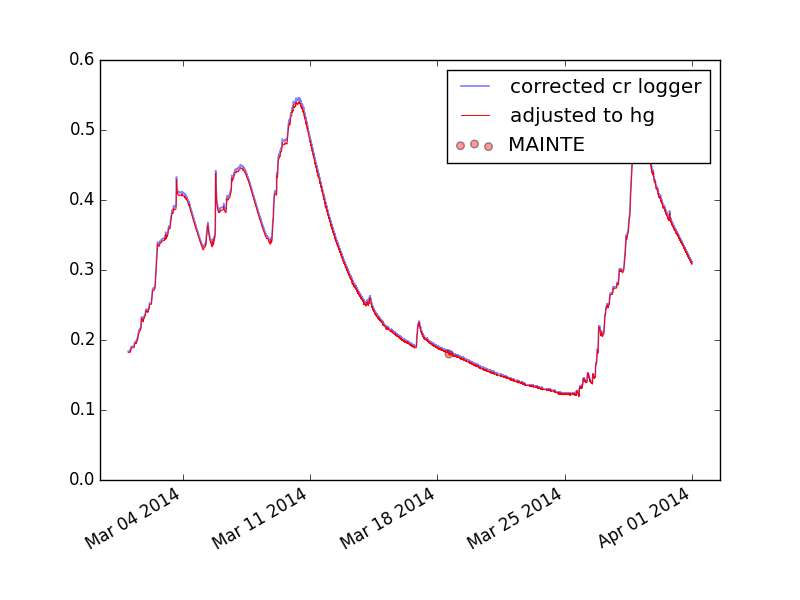 0.6
0.5
0.4
0.3
0.2
0.1
0.0
corrected cr logger
adjusted to hg
MAINTE
Mar 04 2014
Mar 11 2014
Mar 18 2014
Mar 25 2014
Apr 01 2014